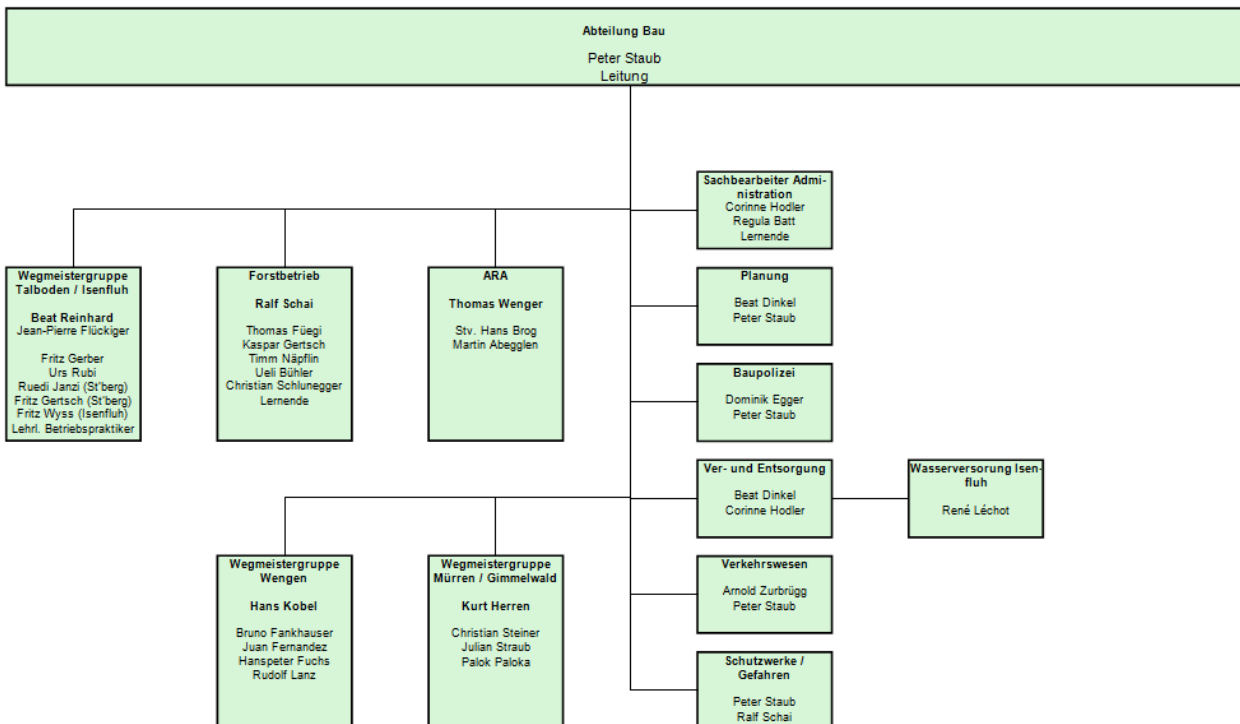 Abteilung Bau
Peter Staub
Leitung
Sachbearbeiter Admi-
nistration
Corinne Hodler
Regula Batt
Lernende
Wegmeistergruppe
Talboden / Isenfluh
Beat Reinhard
Jean-Pierre Flückiger
Fritz Gerber
Urs Rubi
Ruedi Janzi (St'berg)
Fritz Gertsch (St'berg)
Fritz Wyss (Isenfluh)
Lehrl. Betriebspraktiker
Forstbetrieb
Ralf Schai
Thomas Füegi
Kaspar Gertsch
Timm Näpflin
Ueli Bühler
Christian Schlunegger
Lernende
ARA
Thomas Wenger
Stv. Hans Brog
Martin Abegglen
Planung
Beat Dinkel
Peter Staub
Baupolizei
Dominik Egger
Peter Staub
Ver- und Entsorgung
Beat Dinkel
Corinne Hodler
Wasserversorung Isen-
fluh
René Léchot
Wegmeistergruppe
Wengen
Hans Kobel
Bruno Fankhauser
Juan Fernandez
Hanspeter Fuchs
Rudolf Lanz
Wegmeistergruppe
Mürren / Gimmelwald
Kurt Herren
Christian Steiner
Julian Straub
Palok Paloka
Verkehrswesen
Arnold Zurbrügg
Peter Staub
Schutzwerke /
Gefahren
Peter Staub
Ralf Schai